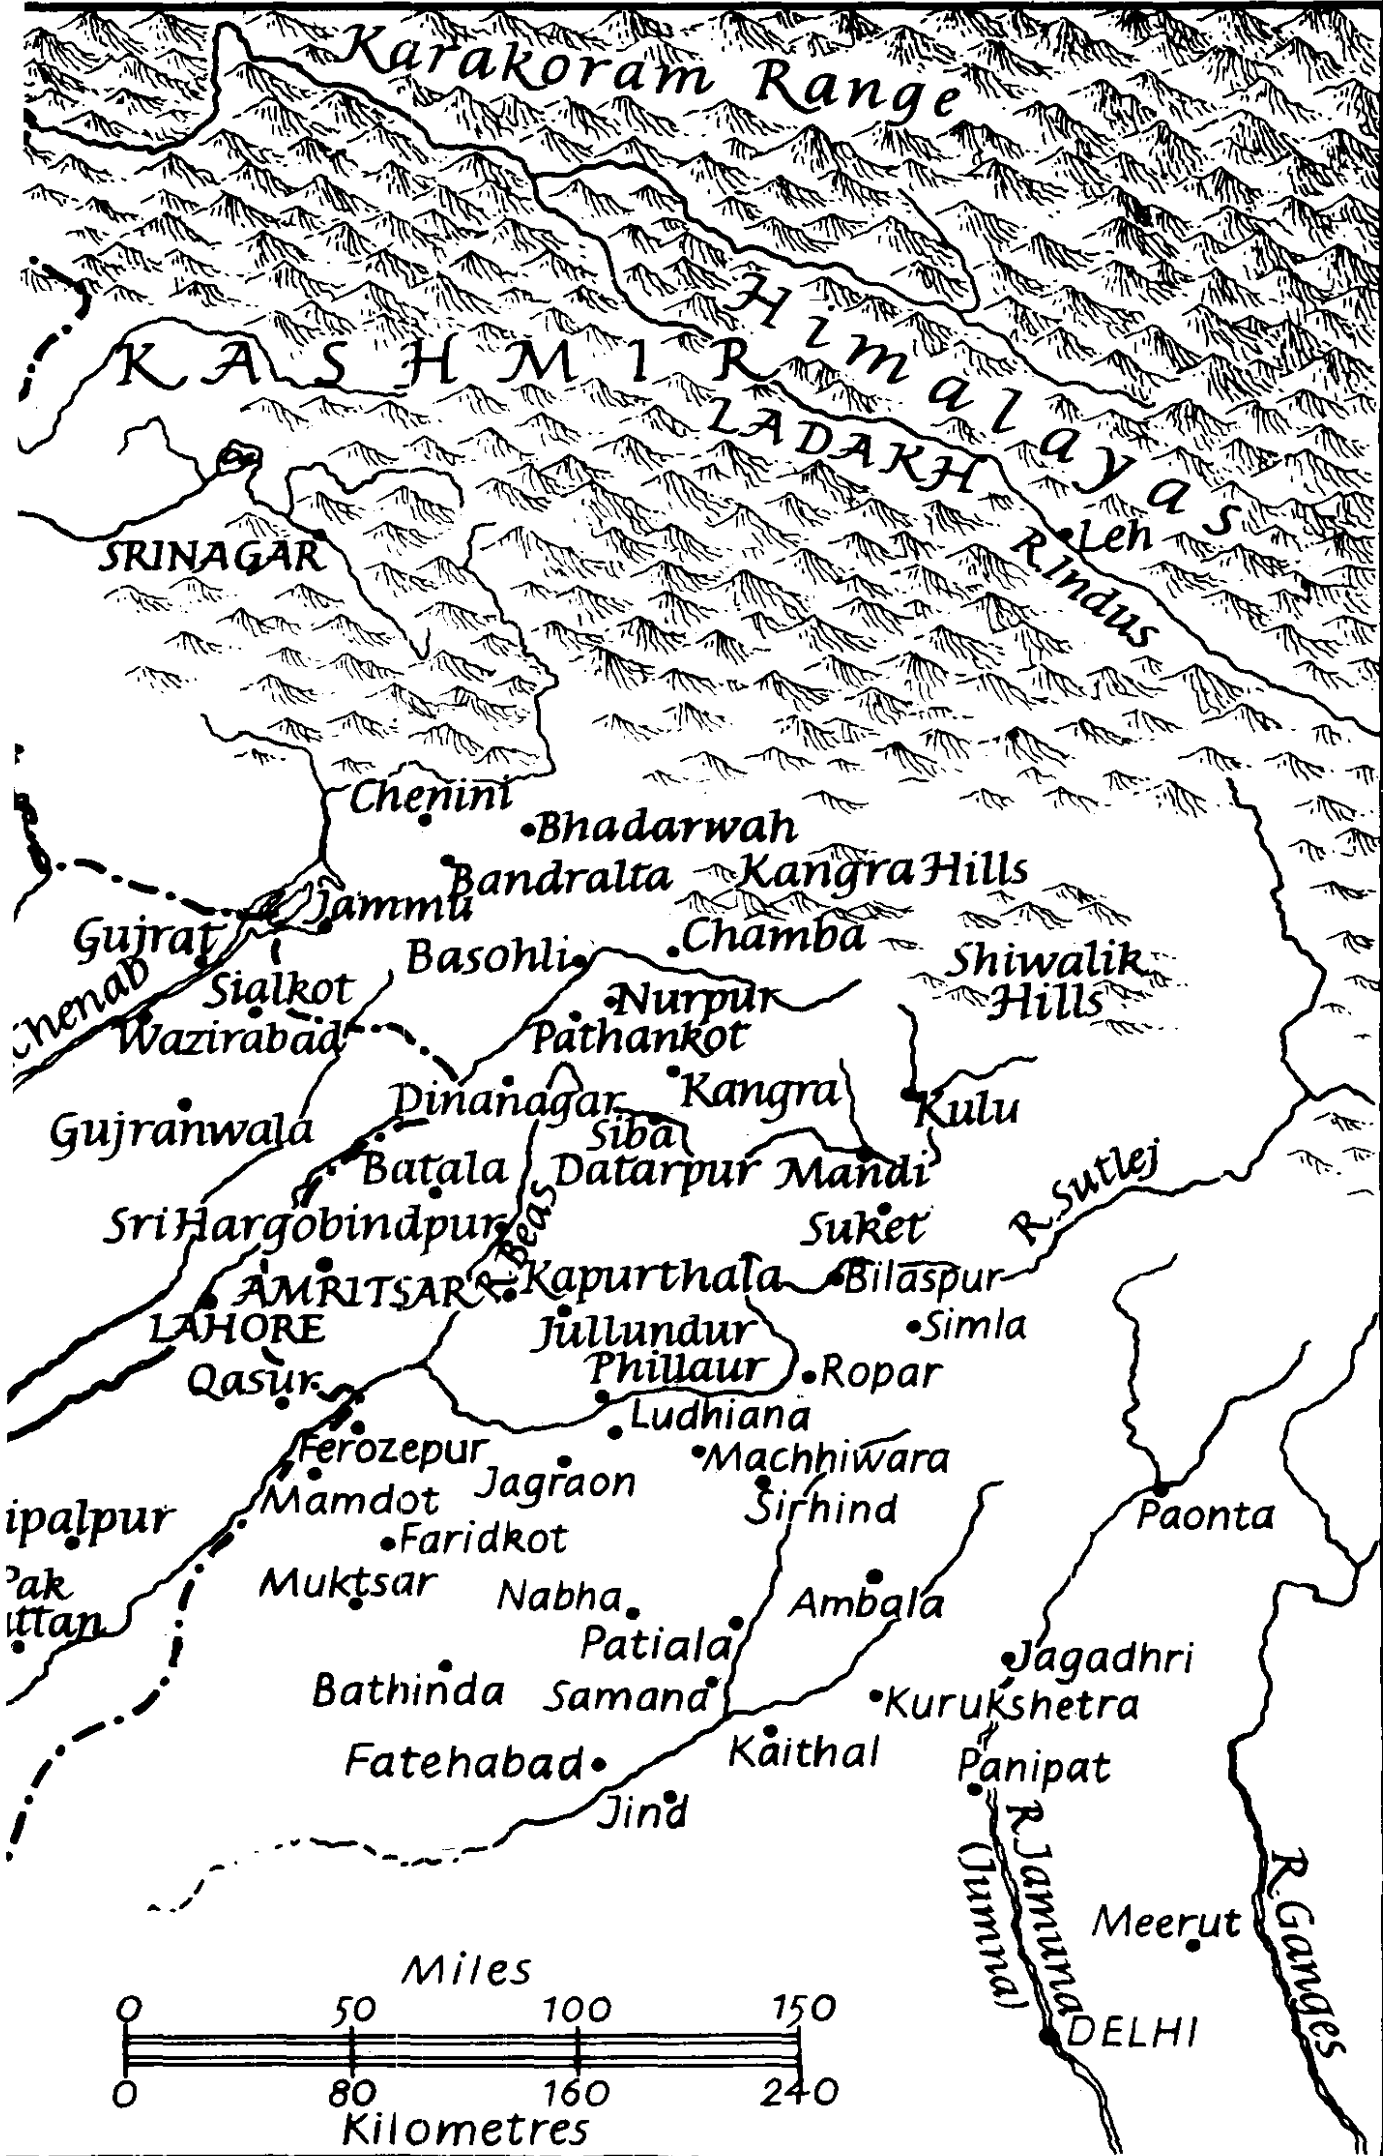 Karakoram Range
Himalayas
KASHMIR
LADAKH
Leh
SRINAGAR
R. Indus
Chenini
Bhadarwah
Bandralta
Kangra Hills
Jammu
Gujrat
Chamba
Basohli
Shiwalik
Hills
Chenab
Sialkot
Nurpur
Wazirabad
Pathankot
Dinanagar
Kangra
Kulu
Gujranwala
Siba
Batala
Datarpur
Mandi
R. Sutlej
Sri Hargobindpur
R. Beas
Suket
AMRITSAR
Kapurthala
Bilaspur
LAHORE
Jullundur
Simla
Qasur
Phillaur
Ropar
Ludhiana
Ferozepur
Machhiwara
Mamdot
Jagraon
Sirhind
ipalpur
Paonta
Faridkot
Pak
ttan
Muktsar
Nabha
Ambala
Patiala
Jagadhri
Bathinda
Samana
Kurukshetra
Kaithal
Fatehabad
Panipat
Jind
R. Jamuna
(Jumna)
R. Ganges
Meerut
DELHI
Miles
0 50 100 150
0 80 160 240
Kilometres